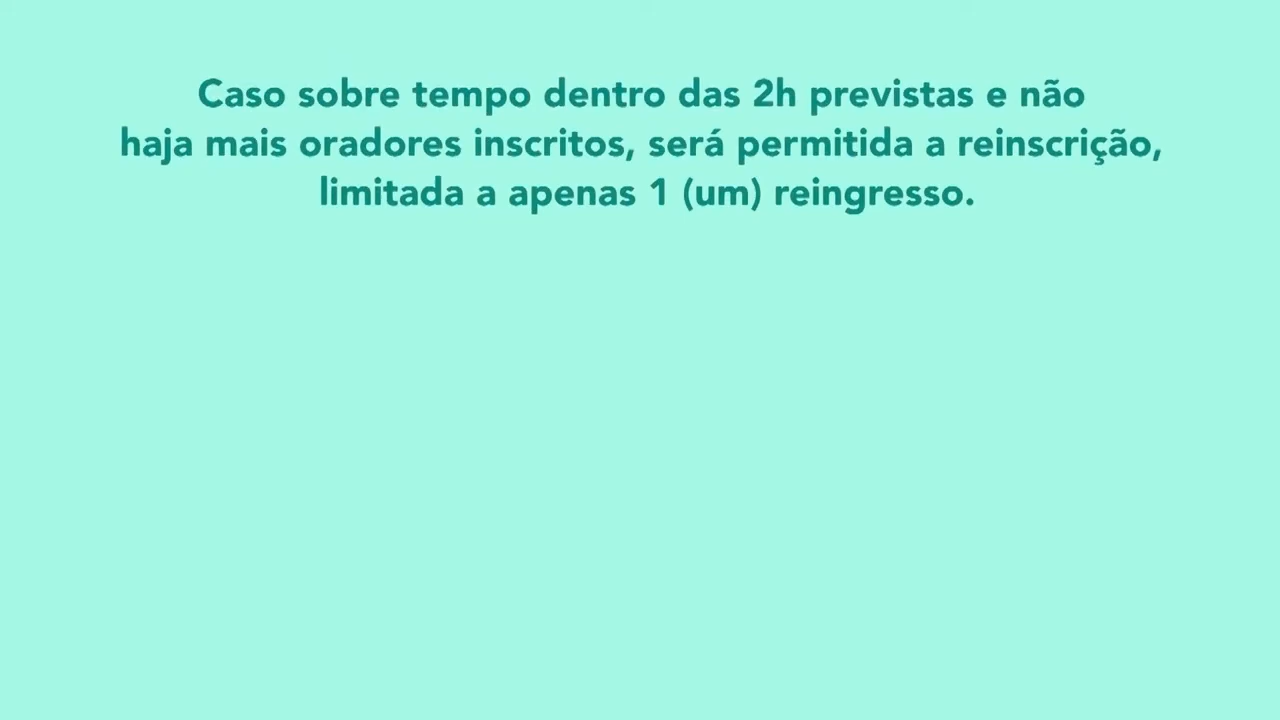 Caso sobre tempo dentro das 2h previstas e não
haja mais oradores inscritos, será permitida a reinscrição,
limitada a apenas 1 (um) reingresso.